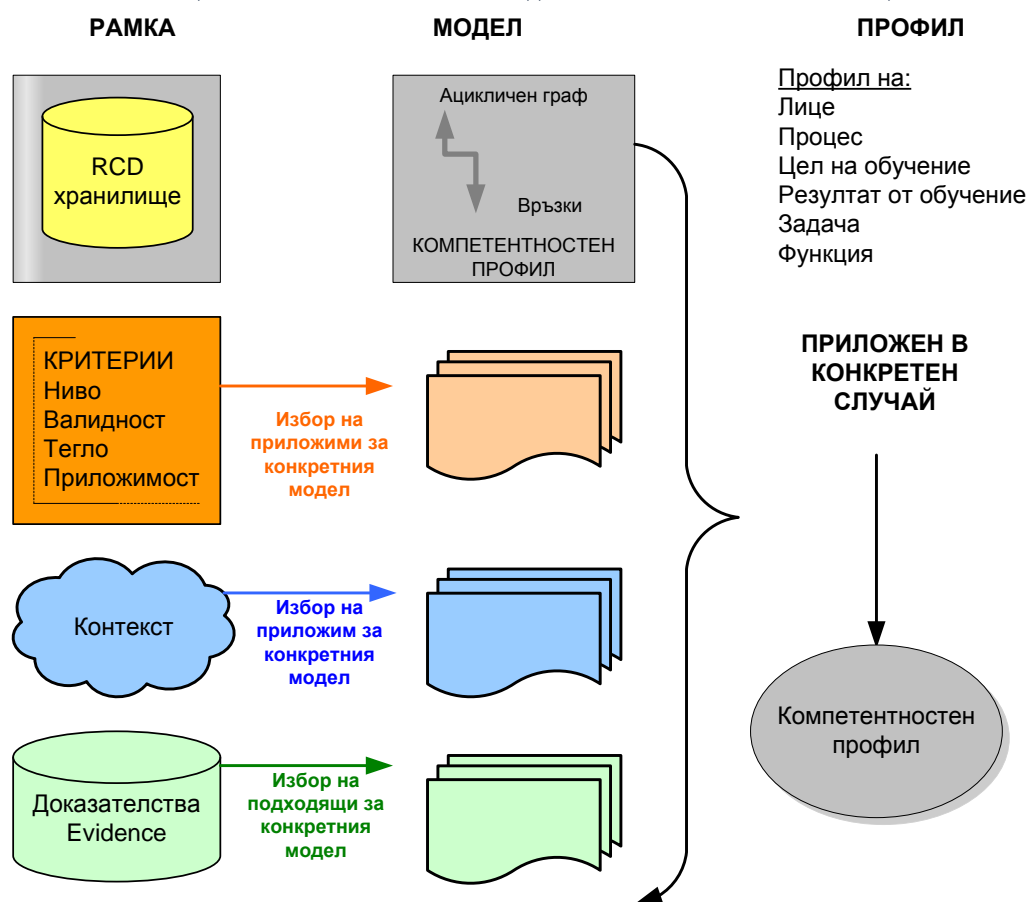 РАМКА
МОДЕЛ
ПРОФИЛ
RCD
хранилище
Ацикличен граф
Връзки
КОМПЕТЕНТНОСТЕН
ПРОФИЛ
Профил на:
Лице
Процес
Цел на обучение
Резултат от обучение
Задача
Функция
КРИТЕРИИ
Ниво
Валидност
Тегло
Приложимост
Избор на
приложими за
конкретния
модел
ПРИЛОЖЕН В
КОНКРЕТЕН
СЛУЧАЙ
Контекст
Избор на
приложим за
конкретния
модел
Компетентностен
профил
Доказателства
Evidence
Избор на
подходящи за
конкретния
модел